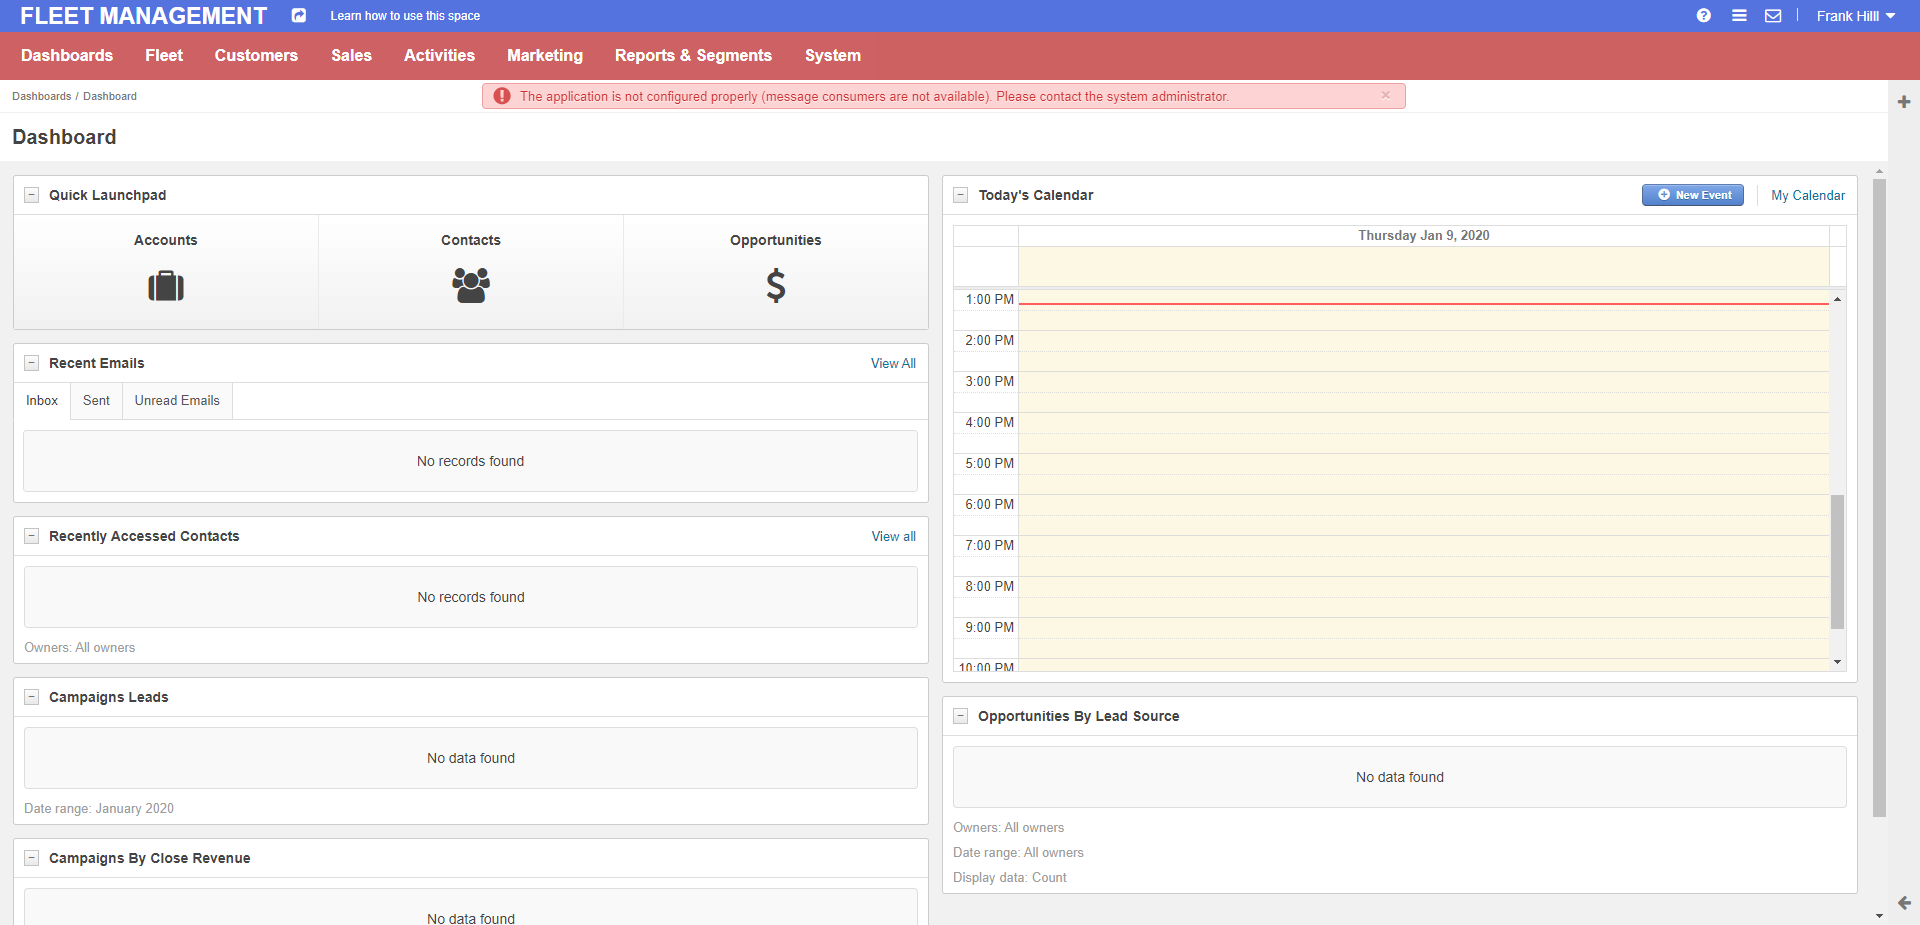 FLEET MANAGEMENT Learn how to use this space Frank Hilll
Dashboards Fleet Customers Sales Activities Marketing Reports & Segments System
Dashboards / Dashboard
The application is not configured properly (message consumers are not available). Please contact the system administrator. ×
Dashboard
Quick Launchpad
Accounts Contacts Opportunities
Recent Emails View All
Inbox Sent Unread Emails
No records found
Recently Accessed Contacts View all
No records found
Owners: All owners
Campaigns Leads
No data found
Date range: January 2020
Campaigns By Close Revenue
No data found
Today's Calendar New Event My Calendar
Thursday Jan 9, 2020
1:00 PM
2:00 PM
3:00 PM
4:00 PM
5:00 PM
6:00 PM
7:00 PM
8:00 PM
9:00 PM
10:00 PM
Opportunities By Lead Source
No data found
Owners: All owners
Date range: All owners
Display data: Count